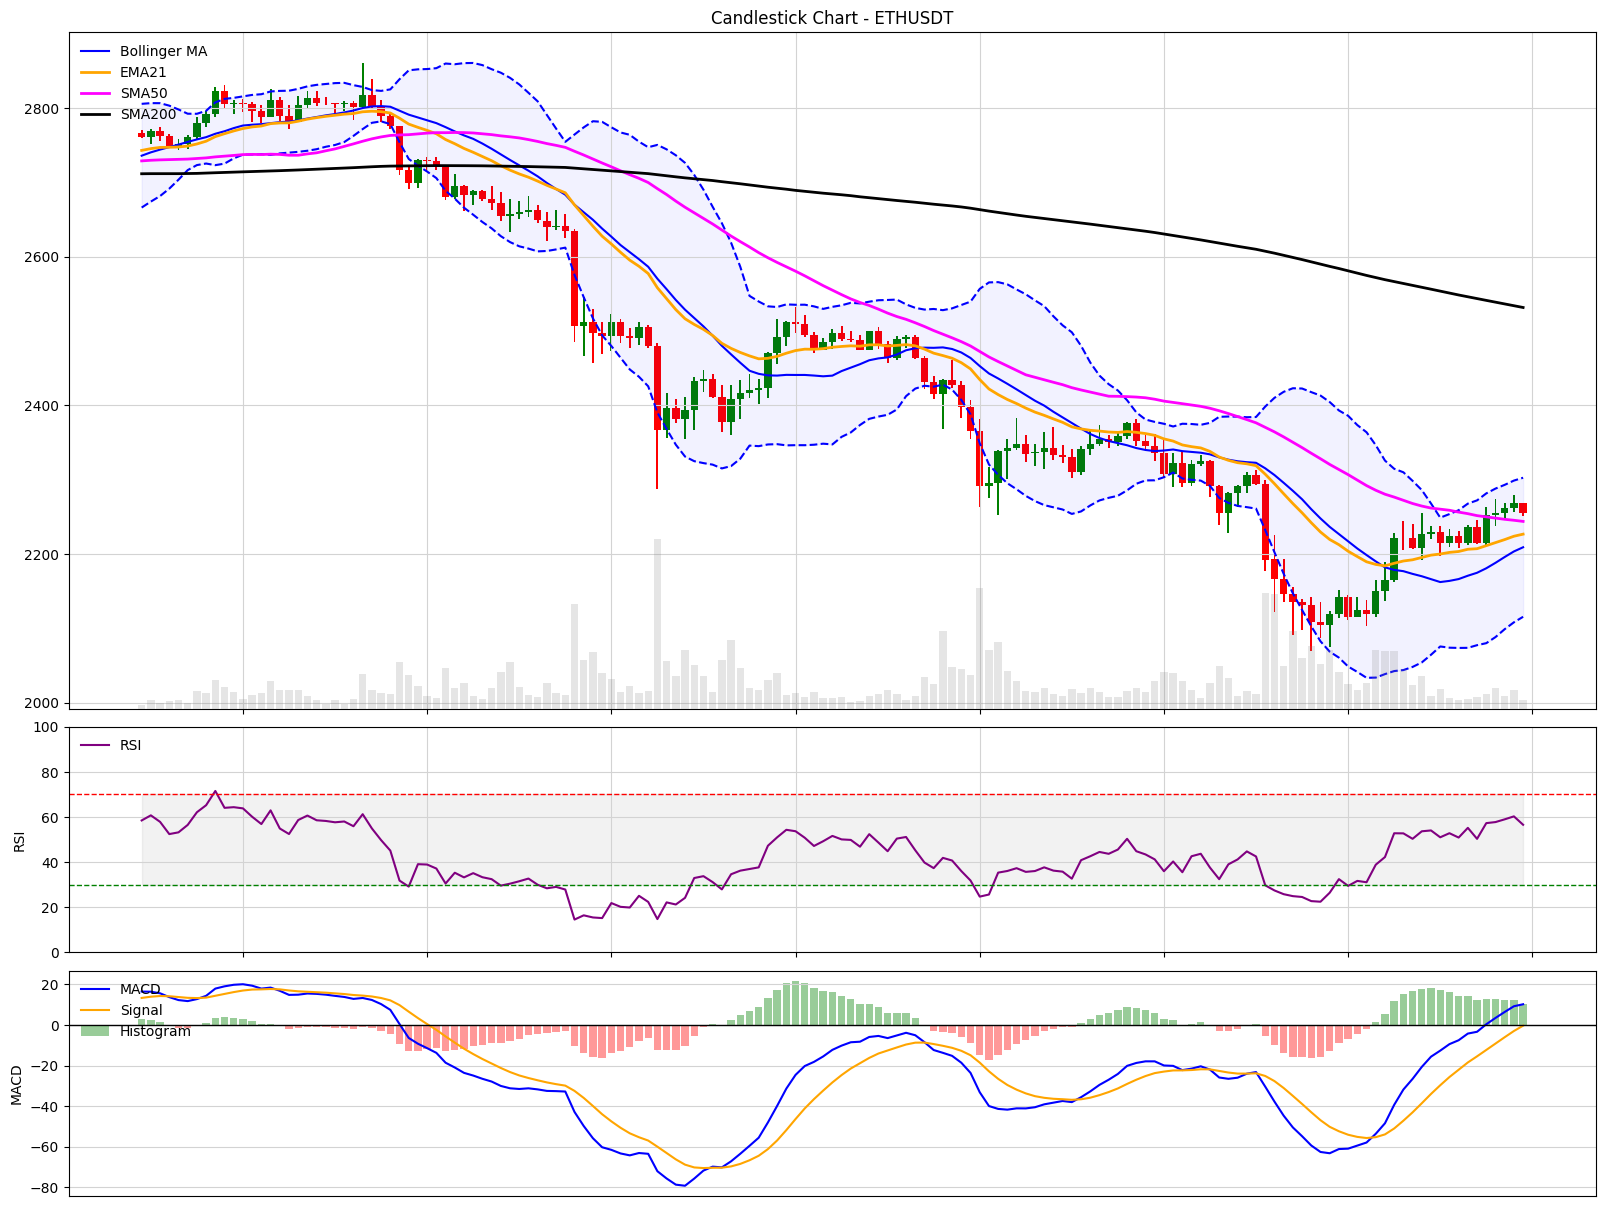 Candlestick Chart - ETHUSDT
Bollinger MA
EMA21
SMA50
SMA200
2800
2600
2400
2200
2000
RSI
100
80
60
40
20
0
RSI
MACD
Signal
Histogram
20
0
−20
−40
−60
−80
MACD